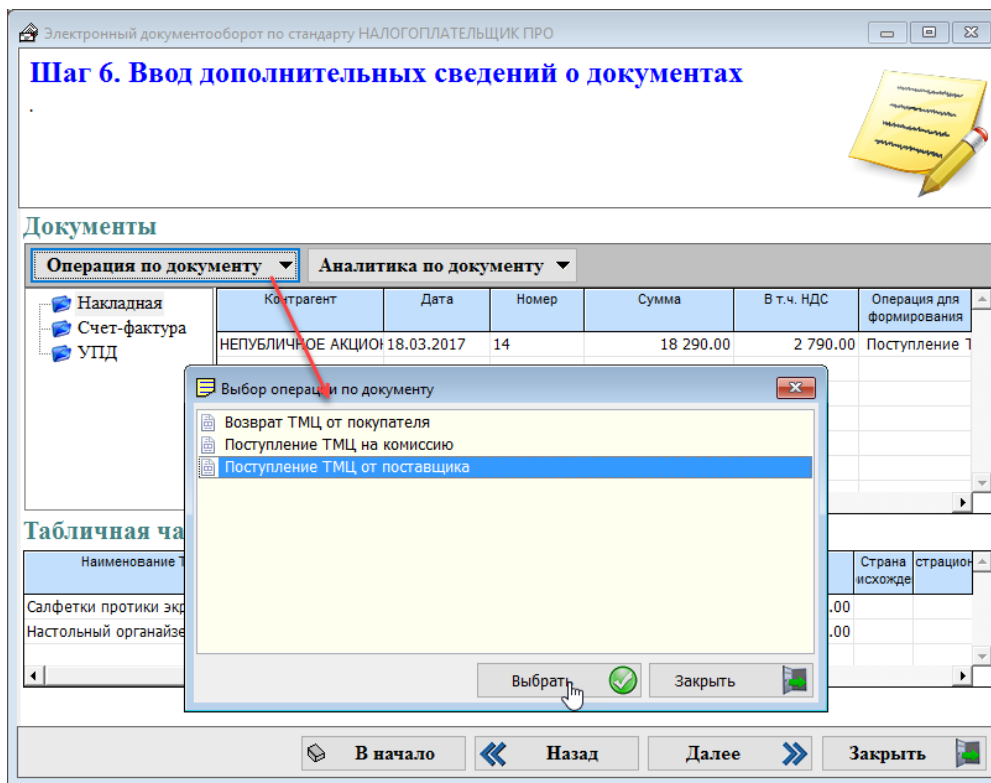 Электронный документооборот по стандарту НАЛОГОПЛАТЕЛЬЩИК ПРО
Шаг 6. Ввод дополнительных сведений о документах
.
Документы
Операция по документу Аналитика по документу
Накладная
Счет-фактура
УПД
Контрагент Дата Номер Сумма В т.ч. НДС Операция для формирования
НЕПУБЛИЧНОЕ АКЦИО 18.03.2017 14 18 290.00 2 790.00 Поступление Т
Выбор операции по документу
Возврат ТМЦ от покупателя
Поступление ТМЦ на комиссию
Поступление ТМЦ от поставщика
Выбрать Закрыть
Табличная ча
Наименование Т Страна исхожде страцион
Салфетки протики экр .00
Настольный органайзе .00
В начало Назад Далее Закрыть